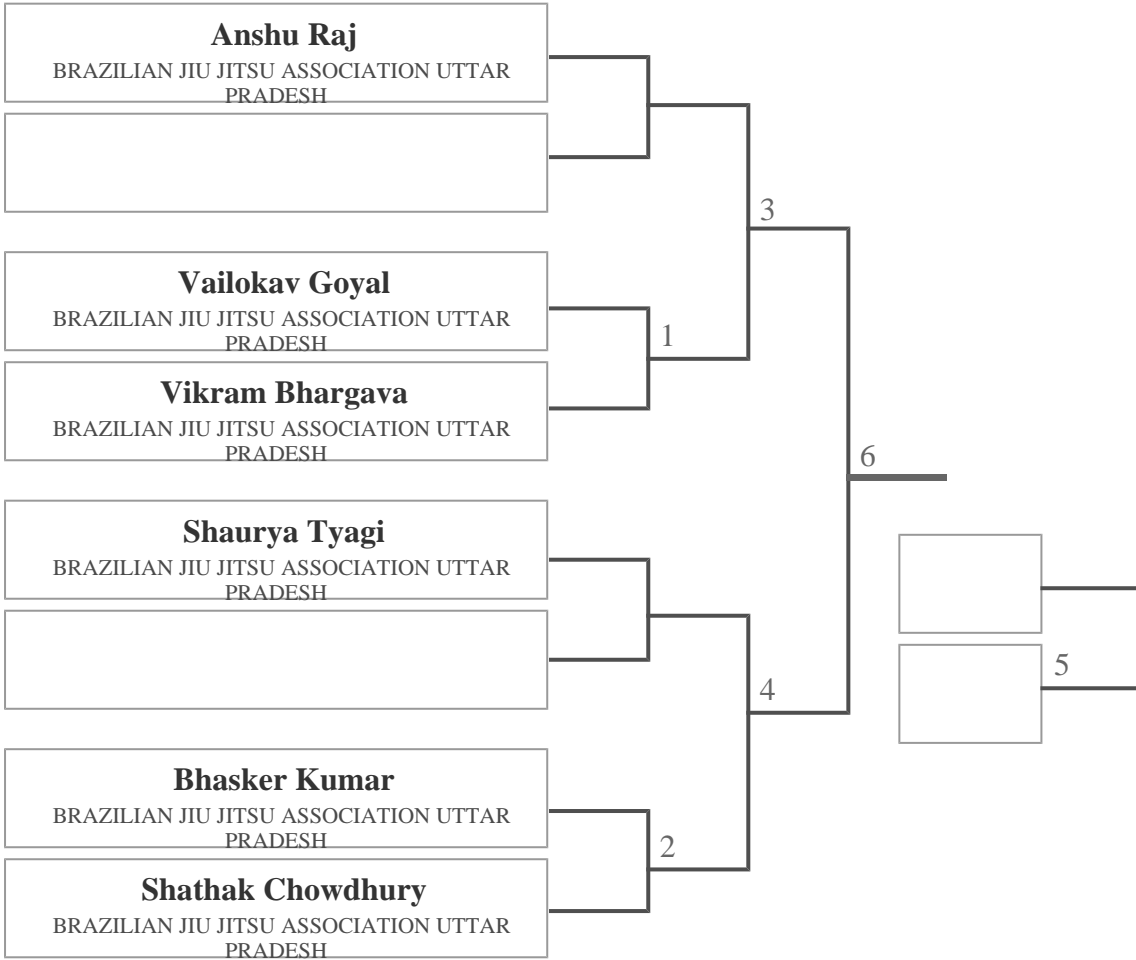 Anshu Raj
BRAZILIAN JIU JITSU ASSOCIATION UTTAR
PRADESH
3
Vailokav Goyal
BRAZILIAN JIU JITSU ASSOCIATION UTTAR
PRADESH
1
Vikram Bhargava
BRAZILIAN JIU JITSU ASSOCIATION UTTAR
PRADESH
6
Shaurya Tyagi
BRAZILIAN JIU JITSU ASSOCIATION UTTAR
PRADESH
5
4
Bhasker Kumar
BRAZILIAN JIU JITSU ASSOCIATION UTTAR
PRADESH
2
Shathak Chowdhury
BRAZILIAN JIU JITSU ASSOCIATION UTTAR
PRADESH